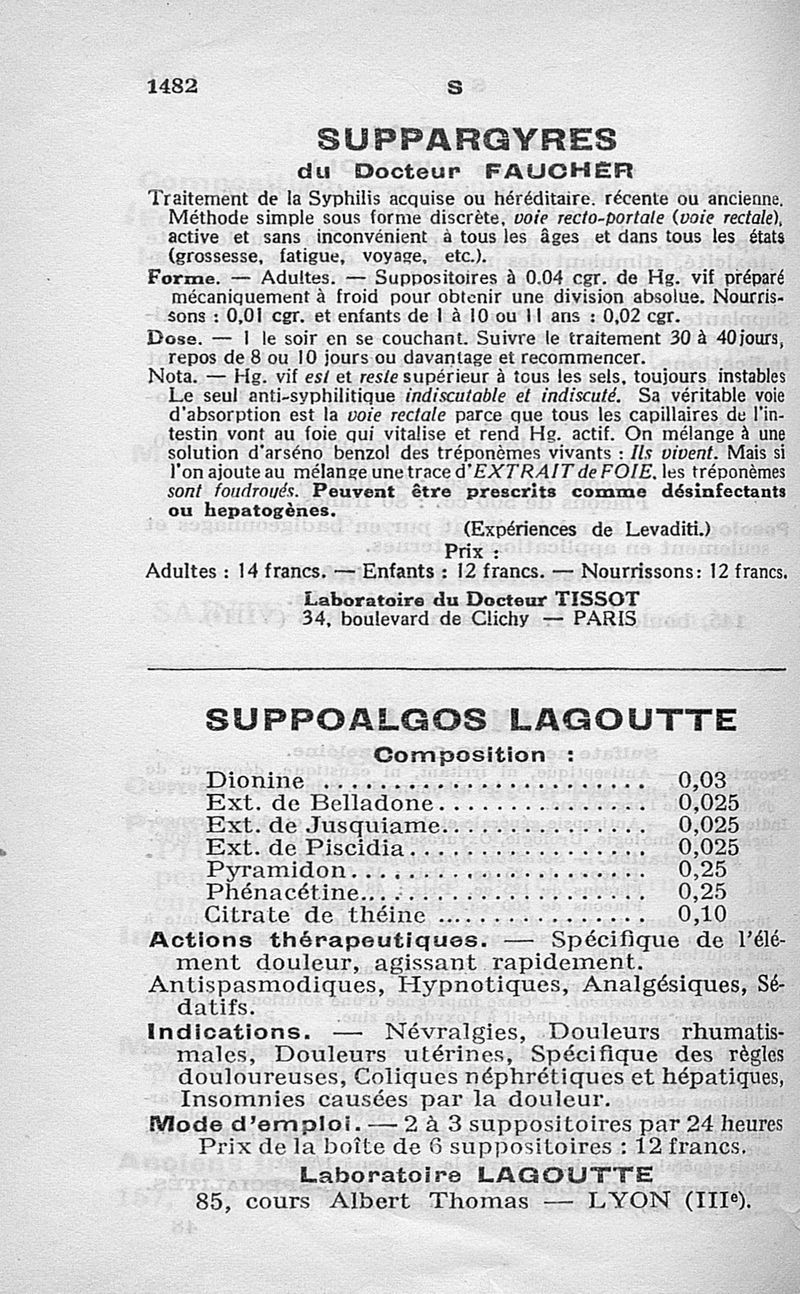 1482
S
SUPPARGYRES
du Docteur FAUCHER
Traitement de la Syphilis acquise ou héréditaire. récente ou ancienne.
Méthode simple sous forme discrète, voie recto-portale (voie rectale),
active et sans inconvénient à tous les âges et dans tous les états
(grossesse, fatigue, voyage, etc.).
Forme. — Adultes. — Suppositoires à 0.04 cgr. de Hg. vif préparé
mécaniquement à froid pour obtenir une division absolue. Nourris-
sons : 0,01 cgr. et enfants de 1 à 10 ou 11 ans : 0,02 cgr.
Dose. — 1 le soir en se couchant. Suivre le traitement 30 à 40 jours,
repos de 8 ou 10 jours ou davantage et recommencer.
Nota. — Hg. vif est et reste supérieur à tous les sels, toujours instables
Le seul anti-syphilitique indiscutable et indiscuté. Sa véritable voie
d'absorption est la voie rectale parce que tous les capillaires de l'in-
testin vont au foie qui vitalise et rend Hg. actif. On mélange à une
solution d'arséno benzol des tréponèmes vivants : Ils vivent. Mais si
l'on ajoute au mélange une trace d'EXTRAIT de FOIE, les tréponèmes
sont foudroyés. Peuvent être prescrits comme désinfectants
ou hepatogènes.
(Expériences de Levaditi.)
Prix :
Adultes : 14 francs. — Enfants : 12 francs. — Nourrissons: 12 francs.
Laboratoire du Docteur TISSOT
34, boulevard de Clichy — PARIS
SUPPOALGOS LAGOUTTE
Composition :
Dionine ........................ 0,03
Ext. de Belladone............... 0,025
Ext. de Jusquiame............... 0,025
Ext. de Piscidia................. 0,025
Pyramidon...................... 0,25
Phénacétine..................... 0,25
Citrate de théine ................ 0,10
Actions thérapeutiques. — Spécifique de l'élé-
ment douleur, agissant rapidement.
Antispasmodiques, Hypnotiques, Analgésiques, Sé-
datifs.
Indications. — Névralgies, Douleurs rhumatis-
males, Douleurs utérines, Spécifique des règles
douloureuses, Coliques néphrétiques et hépatiques,
Insomnies causées par la douleur.
Mode d'emploi. — 2 à 3 suppositoires par 24 heures
Prix de la boîte de 6 suppositoires : 12 francs.
Laboratoire LAGOUTTE
85, cours Albert Thomas — LYON (IIIe).